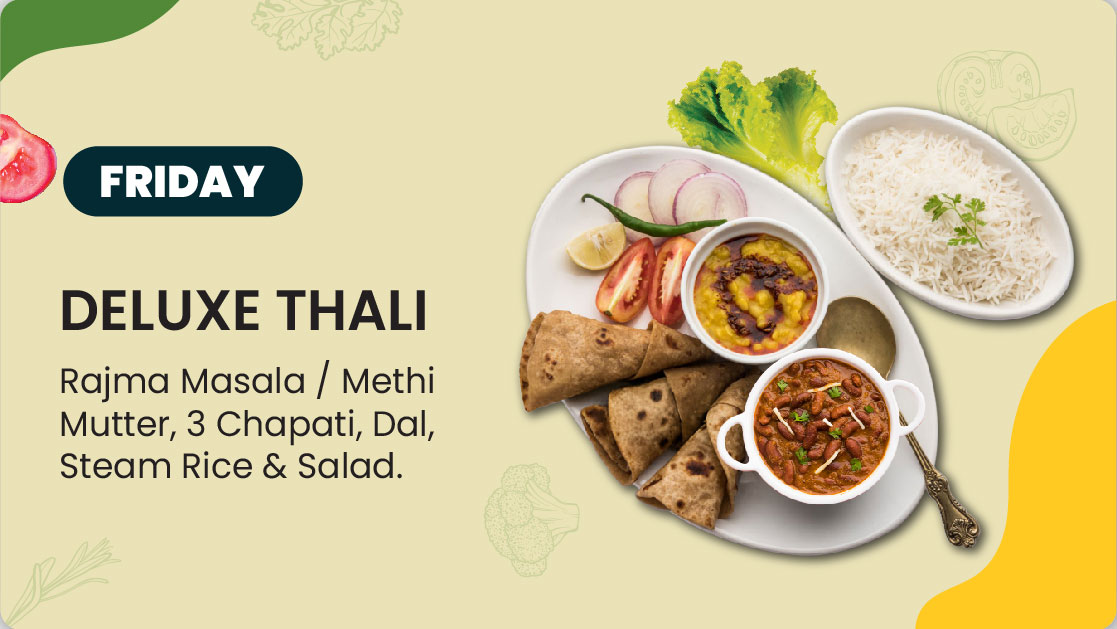 FRIDAY
DELUXE THALI
Rajma Masala / Methi
Mutter, 3 Chapati, Dal,
Steam Rice & Salad.